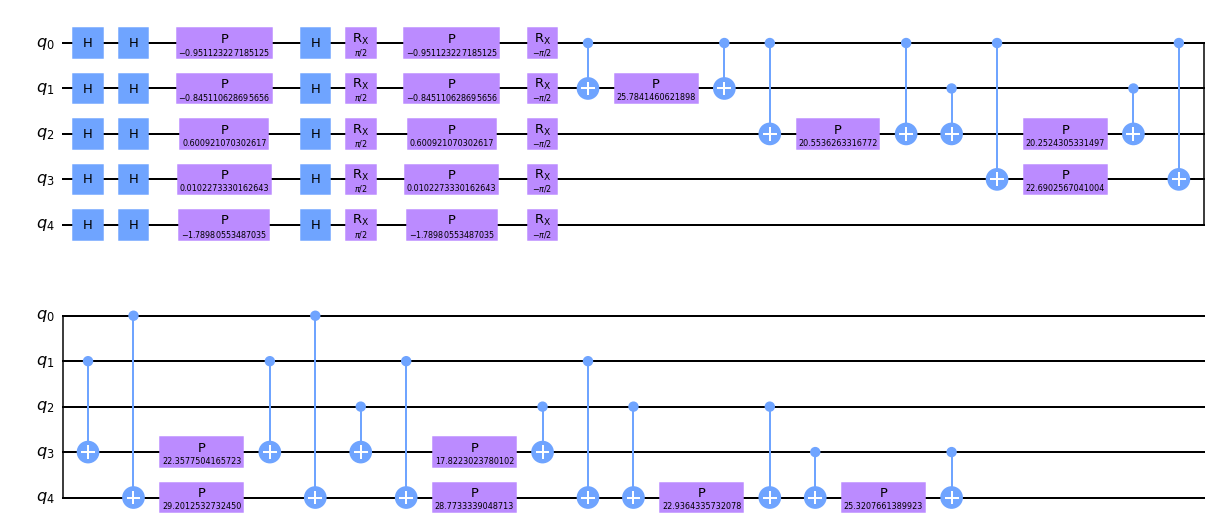 q0 H H P −0.951123227185125 H RX π/2 P −0.951123227185125 RX −π/2
q1 H H P −0.845110628695656 H RX π/2 P −0.845110628695656 RX −π/2 P 25.7841460621898
q2 H H P 0.600921070302617 H RX π/2 P 0.600921070302617 RX −π/2 P 20.5536263316772 P 20.2524305331497
q3 H H P 0.0102273330162643 H RX π/2 P 0.0102273330162643 RX −π/2 P 22.6902567041004
q4 H H P −1.78980553487035 H RX π/2 P −1.78980553487035 RX −π/2
q0
q1
q2
q3 P 22.3577504165723 P 17.8223023780102
q4 P 29.2012532732450 P 28.7733339048713 P 22.9364335732078 P 25.3207661389923